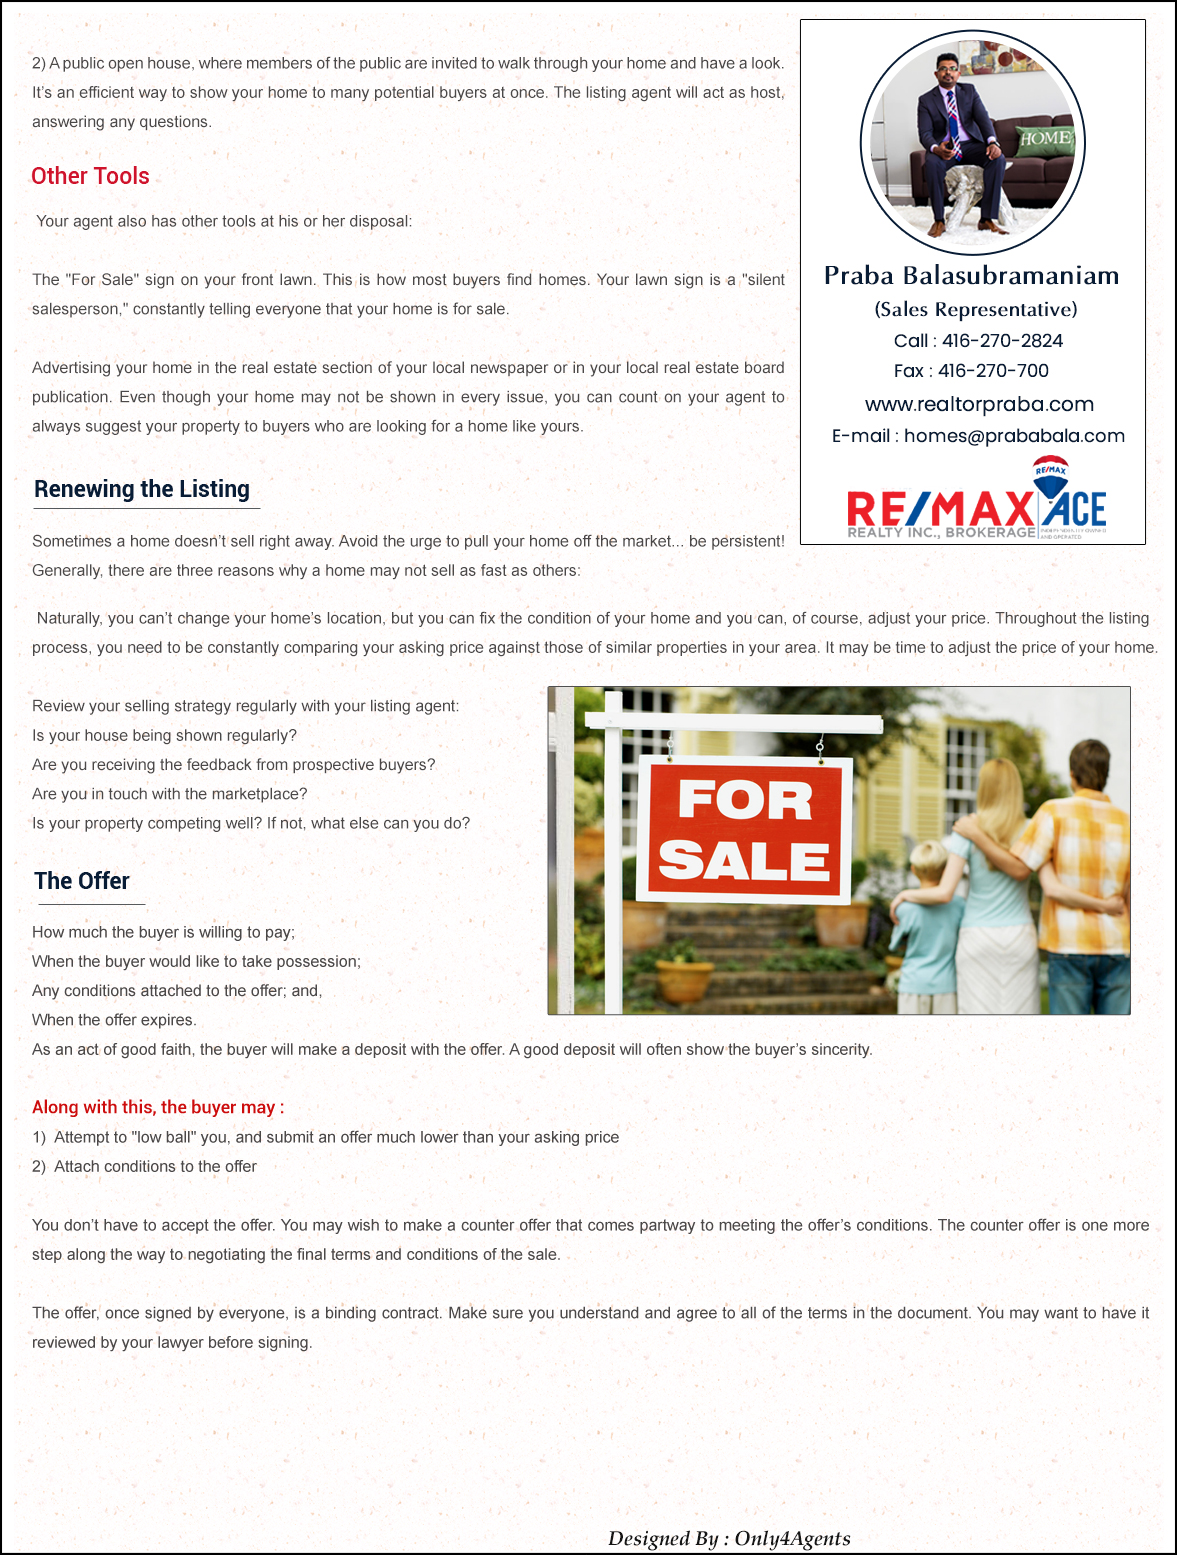 2) A public open house, where members of the public are invited to walk through your home and have a look.
It’s an efficient way to show your home to many potential buyers at once. The listing agent will act as host,
answering any questions.
Other Tools
Your agent also has other tools at his or her disposal:
The "For Sale" sign on your front lawn. This is how most buyers find homes. Your lawn sign is a "silent
salesperson," constantly telling everyone that your home is for sale.
Advertising your home in the real estate section of your local newspaper or in your local real estate board
publication. Even though your home may not be shown in every issue, you can count on your agent to
always suggest your property to buyers who are looking for a home like yours.
HOME
Praba Balasubramaniam
(Sales Representative)
Call : 416-270-2824
Fax : 416-270-700
www.realtorpraba.com
E-mail : homes@prababala.com
RE/MAX
RE/MAX ACE
REALTY INC., BROKERAGE
INDEPENDENTLY OWNED
AND OPERATED
Renewing the Listing
Sometimes a home doesn’t sell right away. Avoid the urge to pull your home off the market... be persistent!
Generally, there are three reasons why a home may not sell as fast as others:
Naturally, you can’t change your home’s location, but you can fix the condition of your home and you can, of course, adjust your price. Throughout the listing
process, you need to be constantly comparing your asking price against those of similar properties in your area. It may be time to adjust the price of your home.
Review your selling strategy regularly with your listing agent:
Is your house being shown regularly?
Are you receiving the feedback from prospective buyers?
Are you in touch with the marketplace?
Is your property competing well? If not, what else can you do?
FOR
SALE
The Offer
How much the buyer is willing to pay;
When the buyer would like to take possession;
Any conditions attached to the offer; and,
When the offer expires.
As an act of good faith, the buyer will make a deposit with the offer. A good deposit will often show the buyer’s sincerity.
Along with this, the buyer may :
1) Attempt to "low ball" you, and submit an offer much lower than your asking price
2) Attach conditions to the offer
You don’t have to accept the offer. You may wish to make a counter offer that comes partway to meeting the offer’s conditions. The counter offer is one more
step along the way to negotiating the final terms and conditions of the sale.
The offer, once signed by everyone, is a binding contract. Make sure you understand and agree to all of the terms in the document. You may want to have it
reviewed by your lawyer before signing.
Designed By : Only4Agents